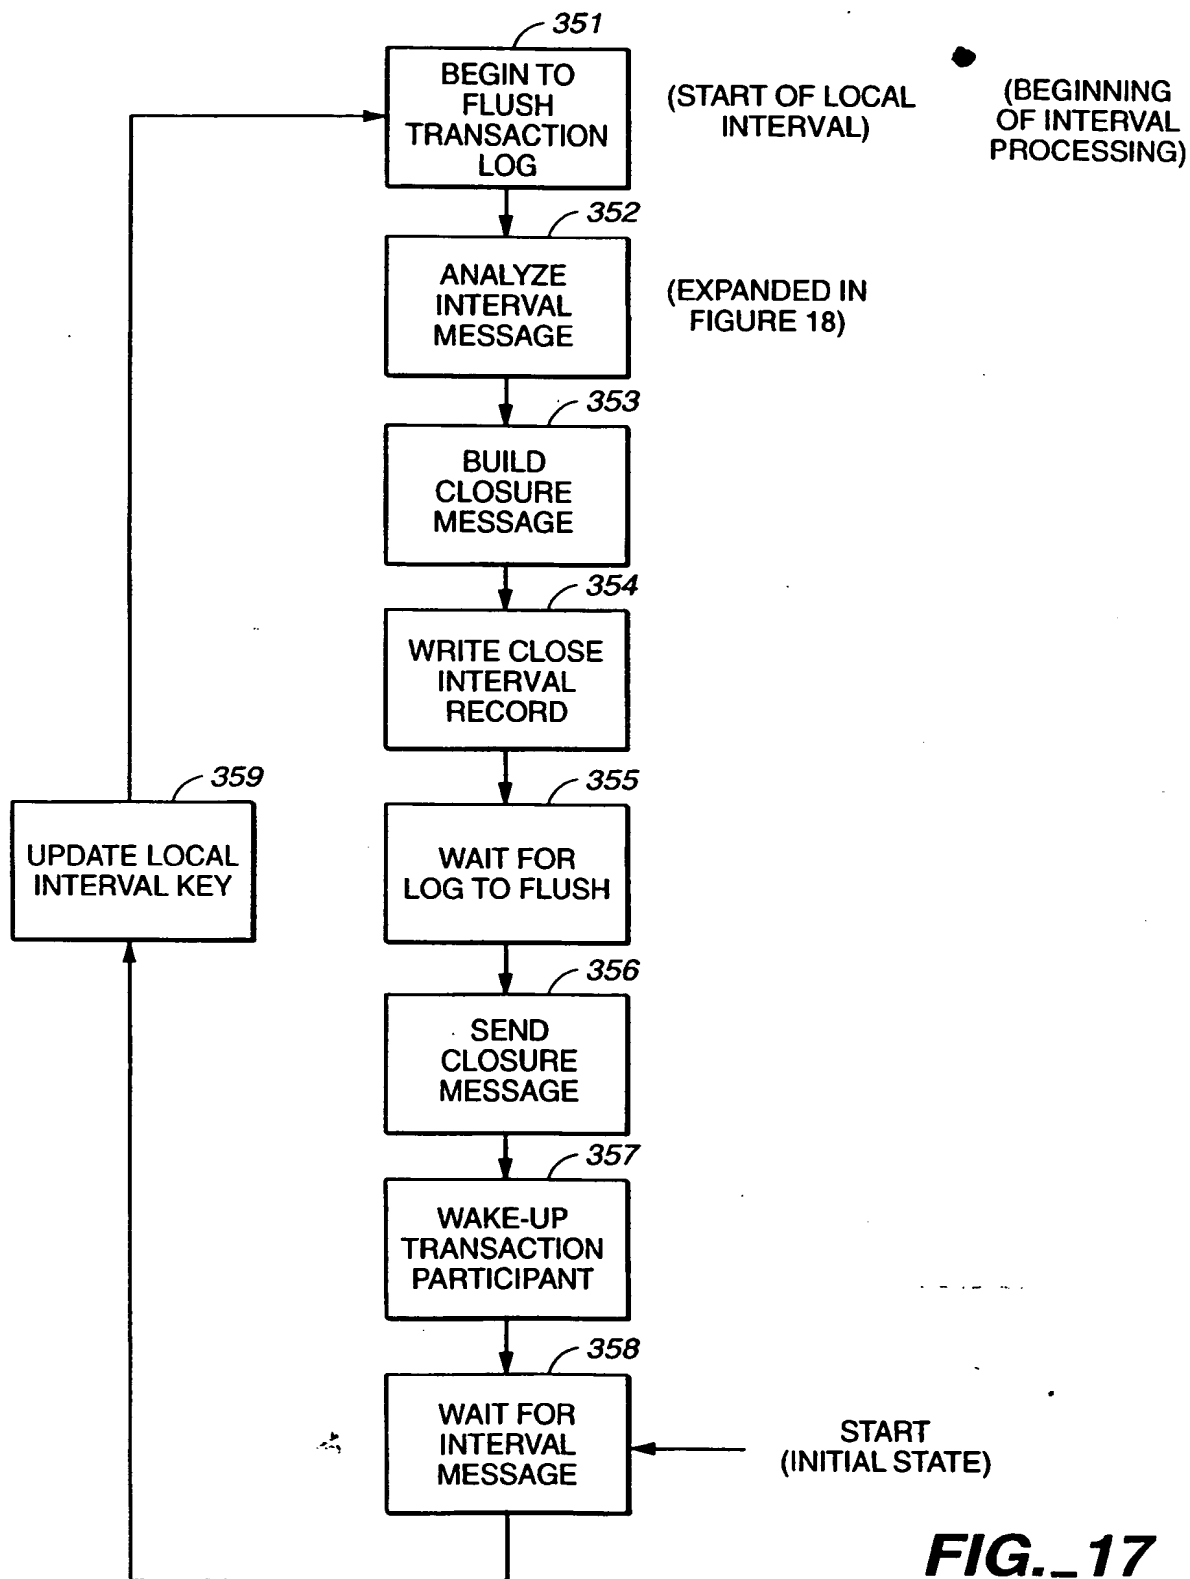 351
BEGIN TO
FLUSH
TRANSACTION
LOG
(START OF LOCAL
INTERVAL)
(BEGINNING
OF INTERVAL
PROCESSING)
352
ANALYZE
INTERVAL
MESSAGE
(EXPANDED IN
FIGURE 18)
353
BUILD
CLOSURE
MESSAGE
354
WRITE CLOSE
INTERVAL
RECORD
359
UPDATE LOCAL
INTERVAL KEY
355
WAIT FOR
LOG TO FLUSH
356
SEND
CLOSURE
MESSAGE
357
WAKE-UP
TRANSACTION
PARTICIPANT
358
WAIT FOR
INTERVAL
MESSAGE
START
(INITIAL STATE)
FIG._17